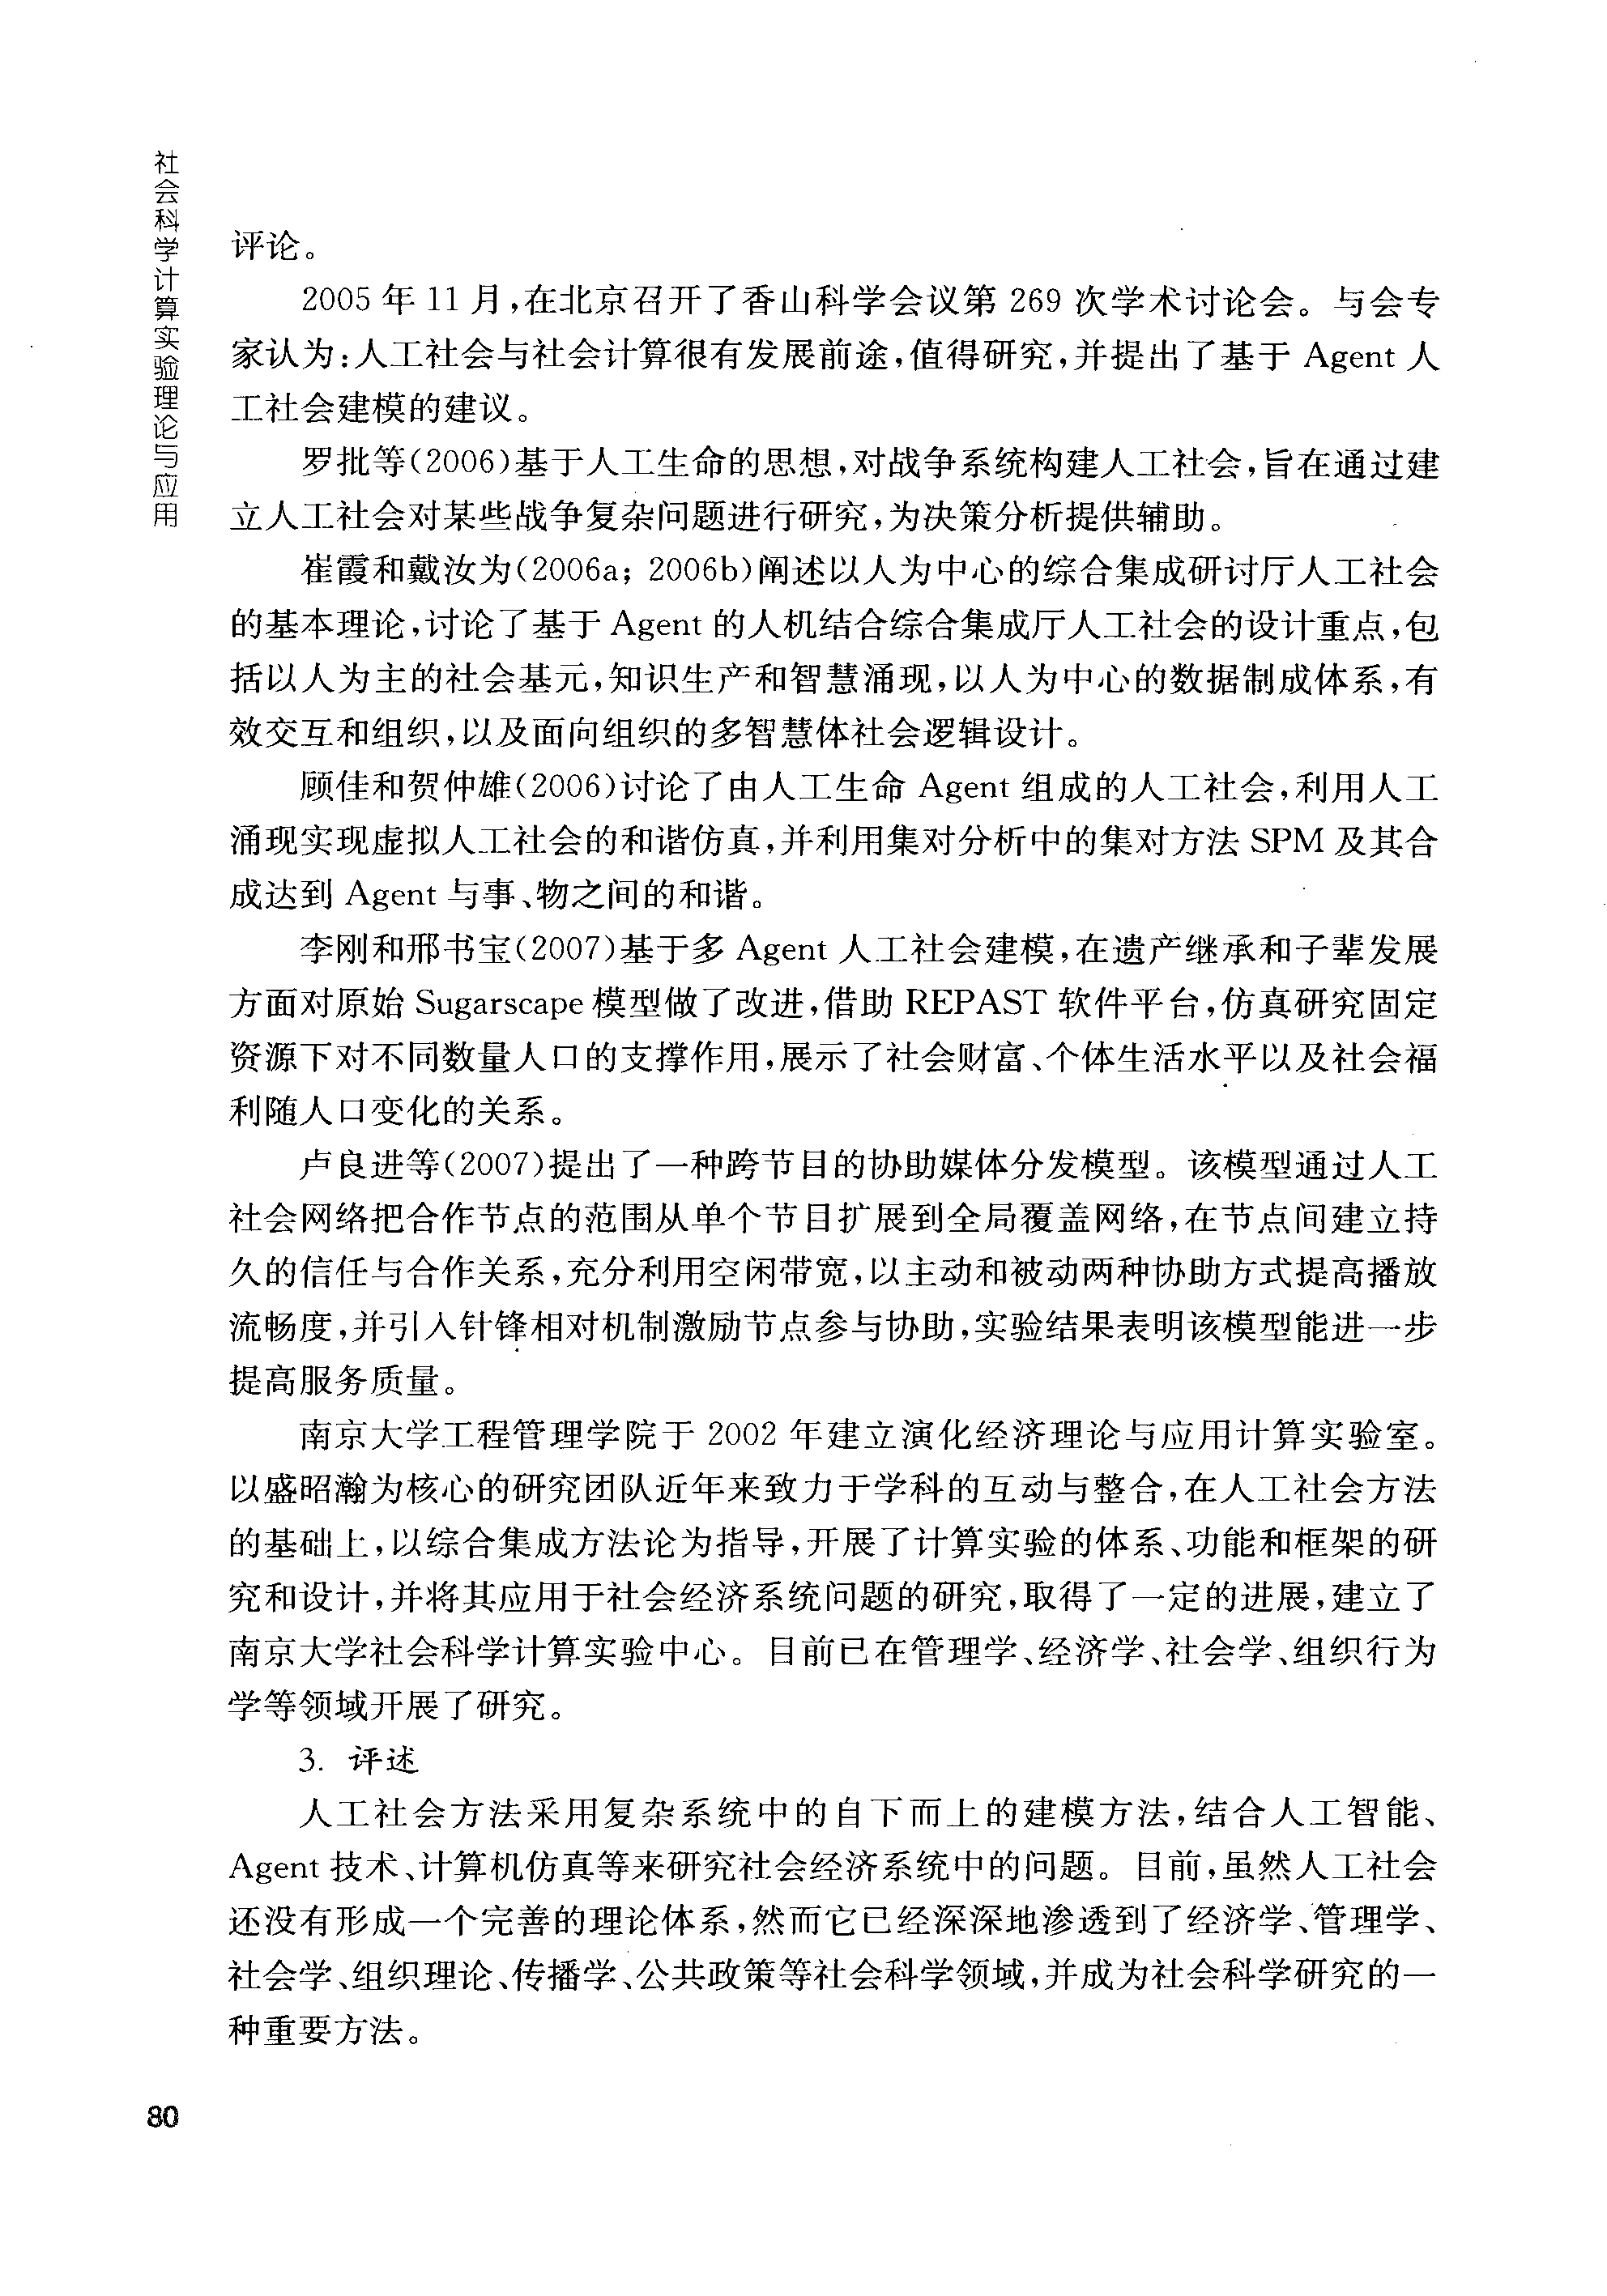 社会科学计算实验理论与应用
评论。
2005 年 11 月,在北京召开了香山科学会议第 269 次学术讨论会。与会专
家认为:人工社会与社会计算很有发展前途,值得研究,并提出了基于 Agent 人
工社会建模的建议。
罗批等(2006)基于人工生命的思想,对战争系统构建人工社会,旨在通过建
立人工社会对某些战争复杂问题进行研究,为决策分析提供辅助。
崔霞和戴汝为(2006a; 2006b)阐述以人为中心的综合集成研讨厅人工社会
的基本理论,讨论了基于 Agent 的人机结合综合集成厅人工社会的设计重点,包
括以人为主的社会基元,知识生产和智慧涌现,以人为中心的数据制成体系,有
效交互和组织,以及面向组织的多智慧体社会逻辑设计。
顾佳和贺仲雄(2006)讨论了由人工生命 Agent 组成的人工社会,利用人工
涌现实现虚拟人工社会的和谐仿真,并利用集对分析中的集对方法 SPM 及其合
成达到 Agent 与事、物之间的和谐。
李刚和邢书宝(2007)基于多 Agent 人工社会建模,在遗产继承和子辈发展
方面对原始 Sugarscape 模型做了改进,借助 REPAST 软件平台,仿真研究固定
资源下对不同数量人口的支撑作用,展示了社会财富、个体生活水平以及社会福
利随人口变化的关系。
卢良进等(2007)提出了一种跨节目的协助媒体分发模型。该模型通过人工
社会网络把合作节点的范围从单个节目扩展到全局覆盖网络,在节点间建立持
久的信任与合作关系,充分利用空闲带宽,以主动和被动两种协助方式提高播放
流畅度,并引入针锋相对机制激励节点参与协助,实验结果表明该模型能进一步
提高服务质量。
南京大学工程管理学院于 2002 年建立演化经济理论与应用计算实验室。
以盛昭瀚为核心的研究团队近年来致力于学科的互动与整合,在人工社会方法
的基础上,以综合集成方法论为指导,开展了计算实验的体系、功能和框架的研
究和设计,并将其应用于社会经济系统问题的研究,取得了一定的进展,建立了
南京大学社会科学计算实验中心。目前已在管理学、经济学、社会学、组织行为
学等领域开展了研究。
3. 评述
人工社会方法采用复杂系统中的自下而上的建模方法,结合人工智能、
Agent 技术、计算机仿真等来研究社会经济系统中的问题。目前,虽然人工社会
还没有形成一个完善的理论体系,然而它已经深深地渗透到了经济学、管理学、
社会学、组织理论、传播学、公共政策等社会科学领域,并成为社会科学研究的一
种重要方法。
80